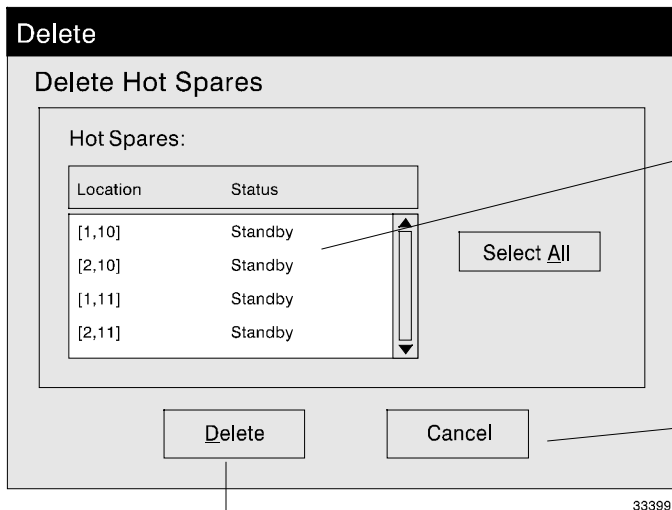 Delete
Delete Hot Spares
Hot Spares:
Location Status
[1,10] Standby
[2,10] Standby
[1,11] Standby
[2,11] Standby
Select All
Delete Cancel
33399